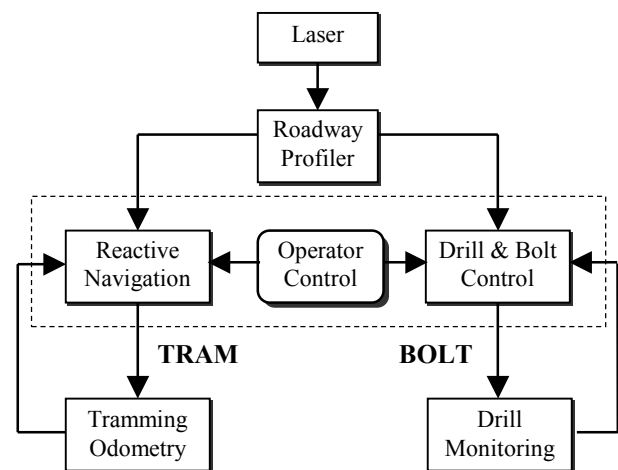 Laser
Roadway
Profiler
Reactive
Navigation
Operator
Control
Drill & Bolt
Control
TRAM
BOLT
Tramming
Odometry
Drill
Monitoring